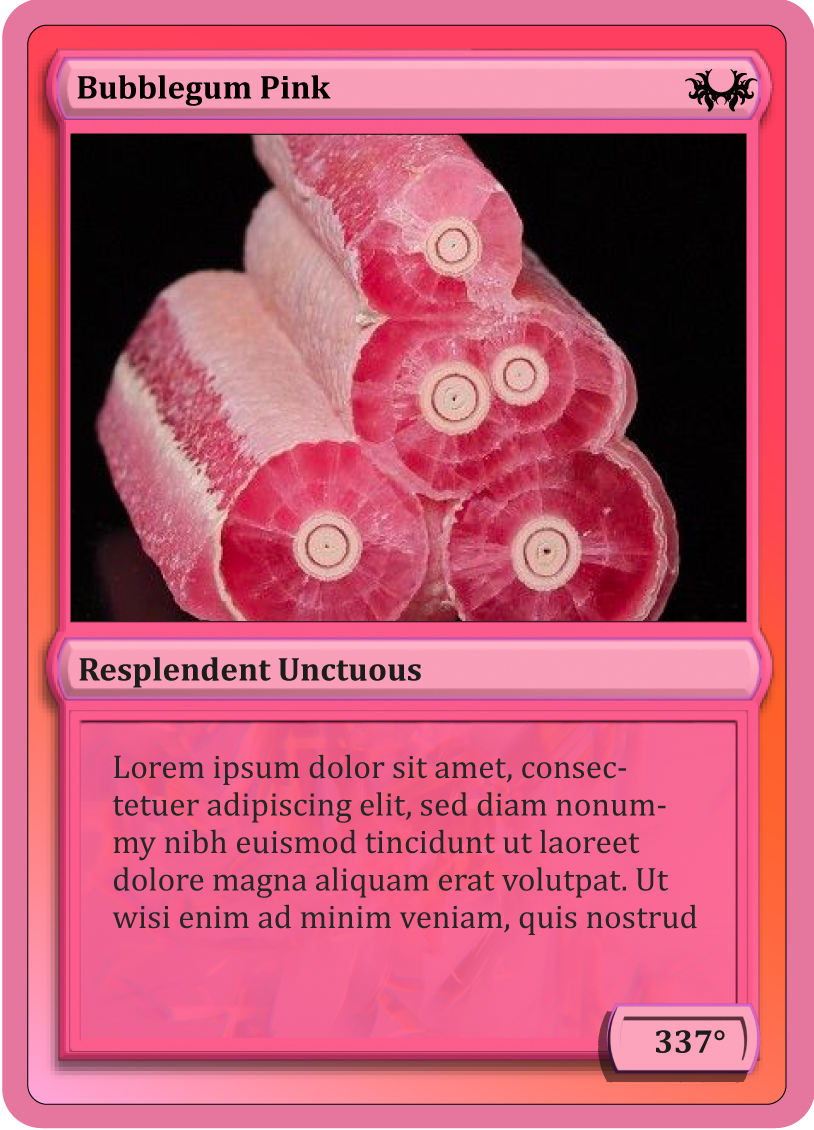 Bubblegum Pink
Resplendent Unctuous
Lorem ipsum dolor sit amet, consec-
tetuer adipiscing elit, sed diam nonum-
my nibh euismod tincidunt ut laoreet
dolore magna aliquam erat volutpat. Ut
wisi enim ad minim veniam, quis nostrud
337°